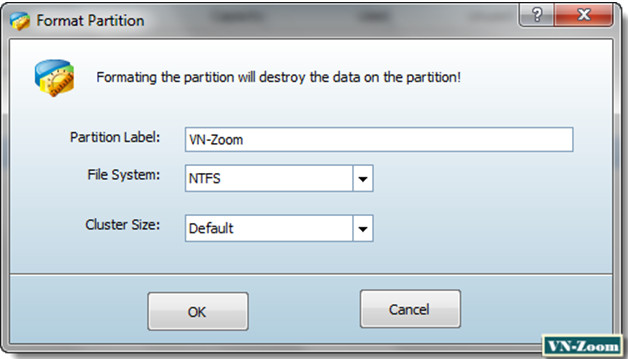 Format Partition
Formating the partition will destroy the data on the partition!
Partition Label: VN-Zoom
File System: NTFS
Cluster Size: Default
OK Cancel
VN-Zoom